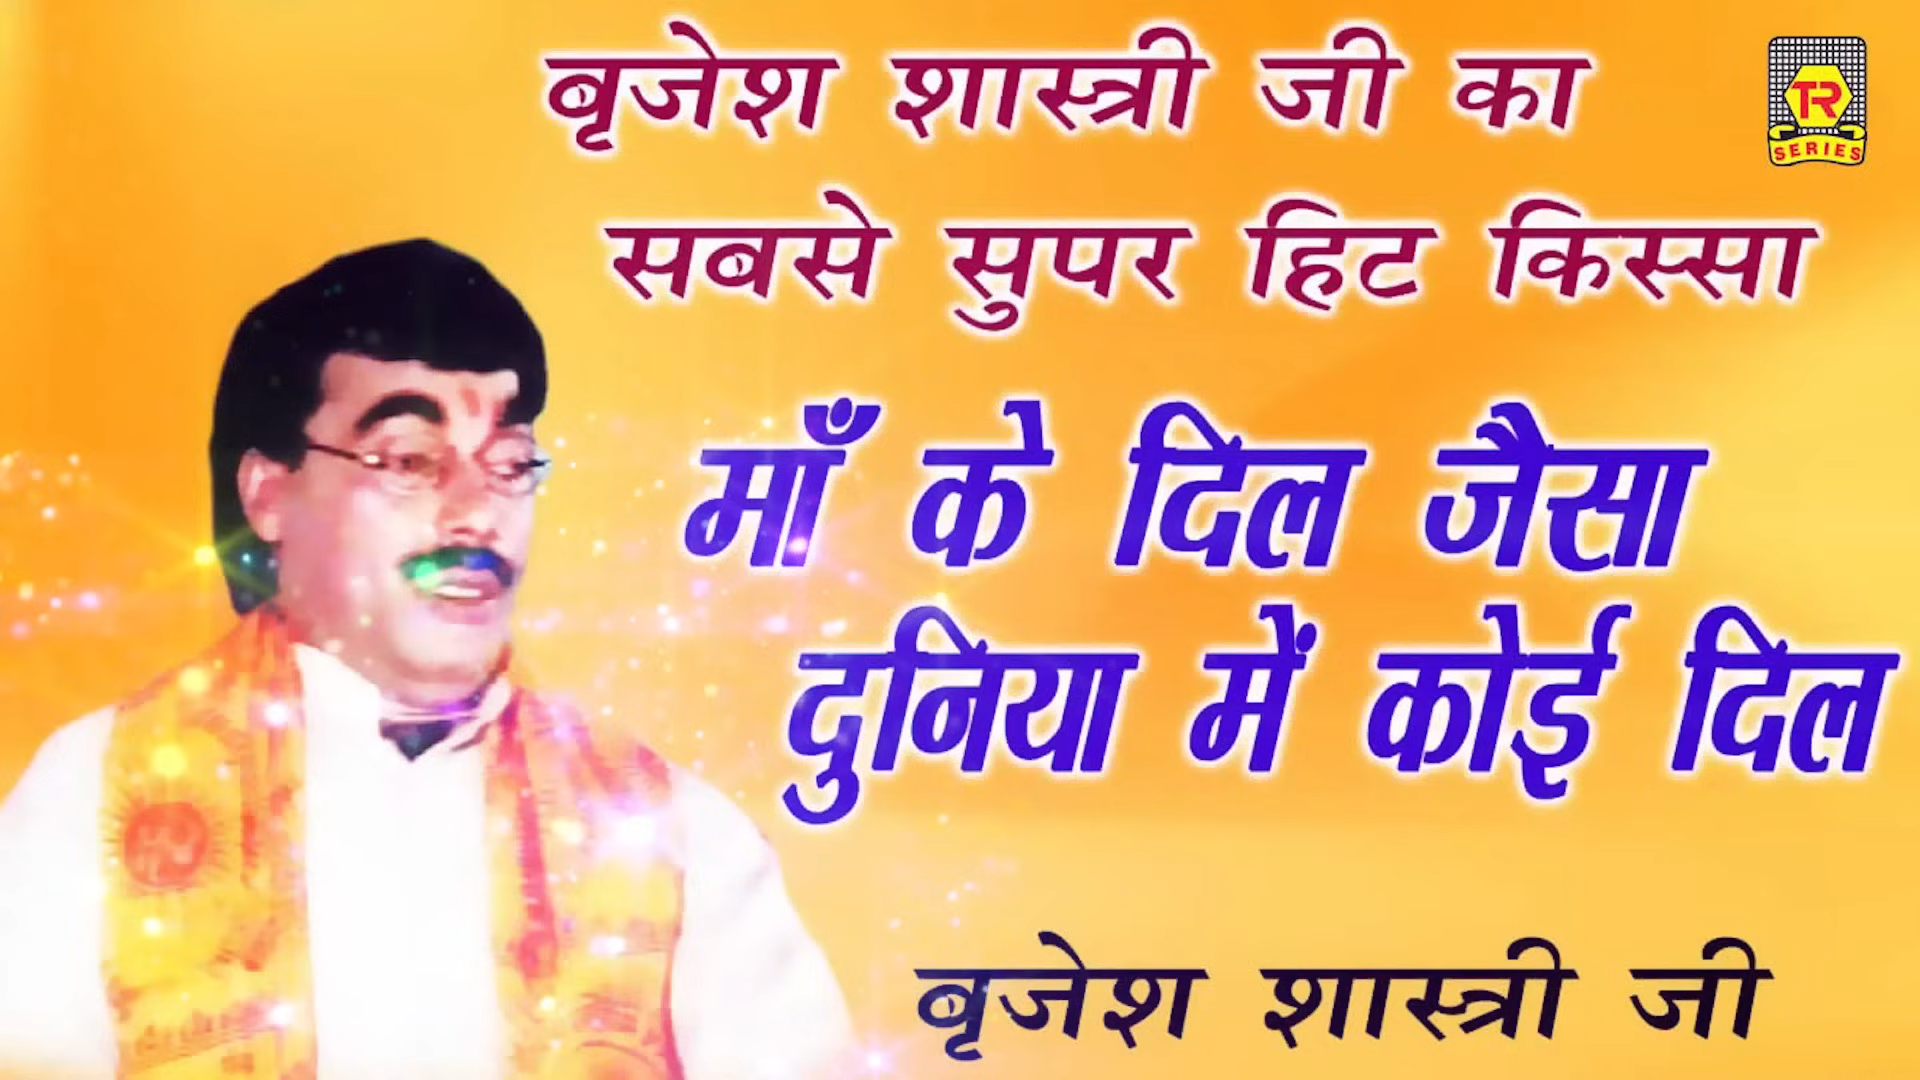 बृजेश शास्त्री जी का
TR
SERIES
सबसे सुपर हिट किस्सा
माँ के दिल जैसा
दुनिया में कोई दिल
बृजेश शास्त्री जी